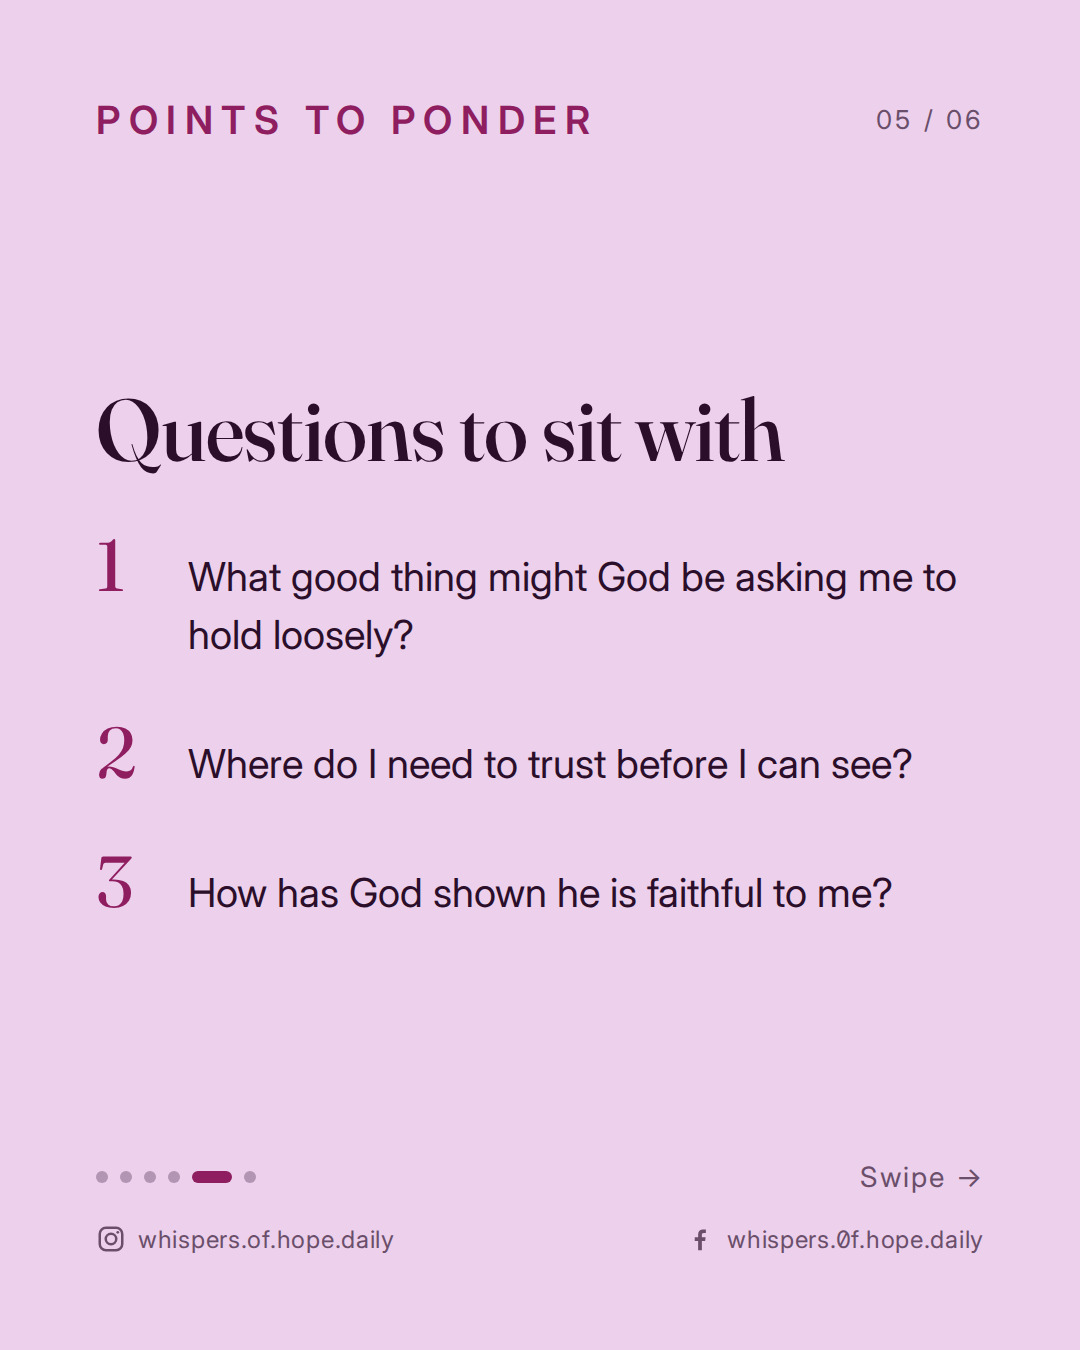 POINTS TO PONDER
05 / 06
Questions to sit with
1 What good thing might God be asking me to
hold loosely?
2 Where do I need to trust before I can see?
3 How has God shown he is faithful to me?
Swipe →
whispers.of.hope.daily
whispers.0f.hope.daily